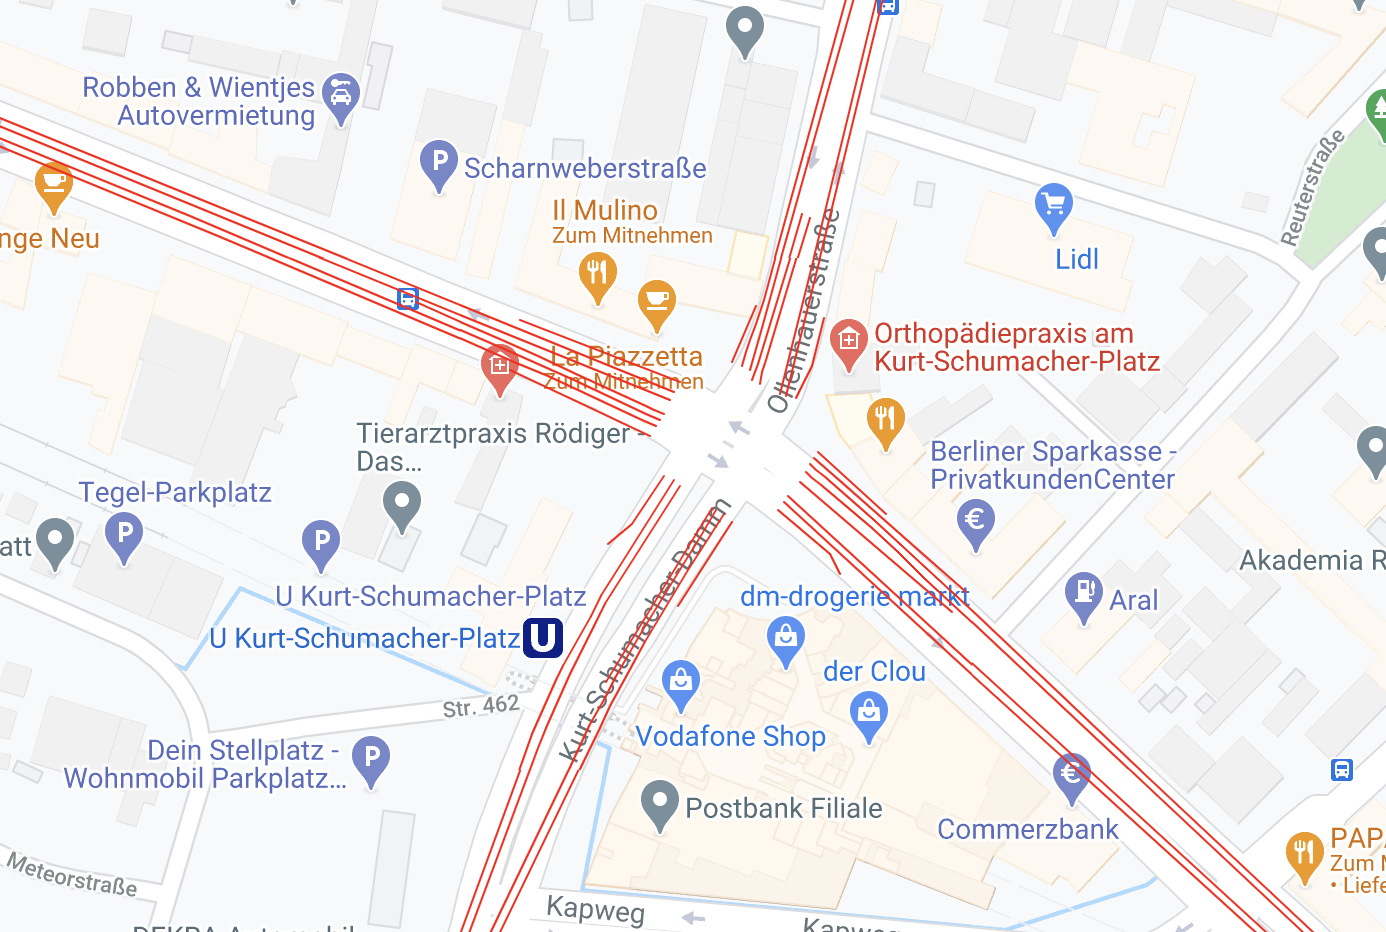 Robben & Wientjes
Autovermietung
Scharnweberstraße
Il Mulino
Zum Mitnehmen
nge Neu
Reuterstraße
Lidl
Ollenhauerstraße
Orthopädiepraxis am
Kurt-Schumacher-Platz
La Piazzetta
Zum Mitnehmen
Tierarztpraxis Rödiger -
Das...
Berliner Sparkasse -
PrivatkundenCenter
Tegel-Parkplatz
att
Akademia R
U Kurt-Schumacher-Platz
U Kurt-Schumacher-Platz
U
dm-drogerie markt
Aral
der Clou
Kurt-Schumacher-Damm
Str. 462
Vodafone Shop
Dein Stellplatz -
Wohnmobil Parkplatz...
Postbank Filiale
Commerzbank
PAP
Zum M
• Liefe
Meteorstraße
Kapweg
Kapweg
DEKRA Automobil